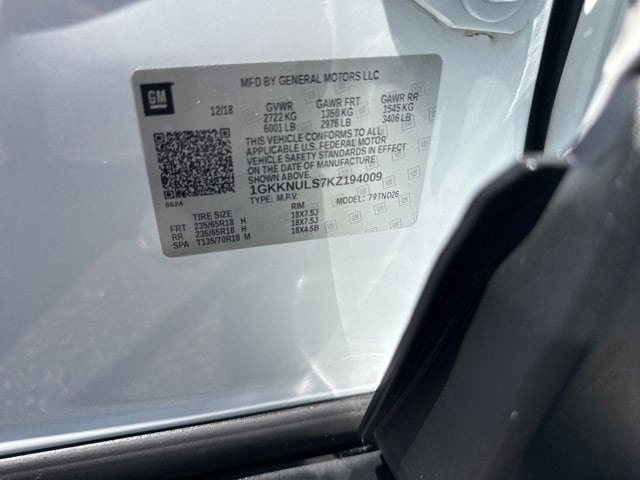 MFD BY GENERAL MOTORS LLC
GM
12/18
GVWR GAWR FRT GAWR RR
2722 KG 1350 KG 1545 KG
6001 LB 2976 LB 3406 LB
THIS VEHICLE CONFORMS TO ALL
APPLICABLE U.S. FEDERAL MOTOR
VEHICLE SAFETY STANDARDS IN EFFECT
ON THE DATE OF MANUFACTURE
SHOWN ABOVE.
1GKKNULS7KZ194009
TYPE: M.P.V. MODEL: 79TND26
0624
TIRE SIZE RIM
FRT 235/65R18 H 18X7.5J
RR 235/65R18 H 18X7.5J
SPA T135/70R18 M 18X4.5B